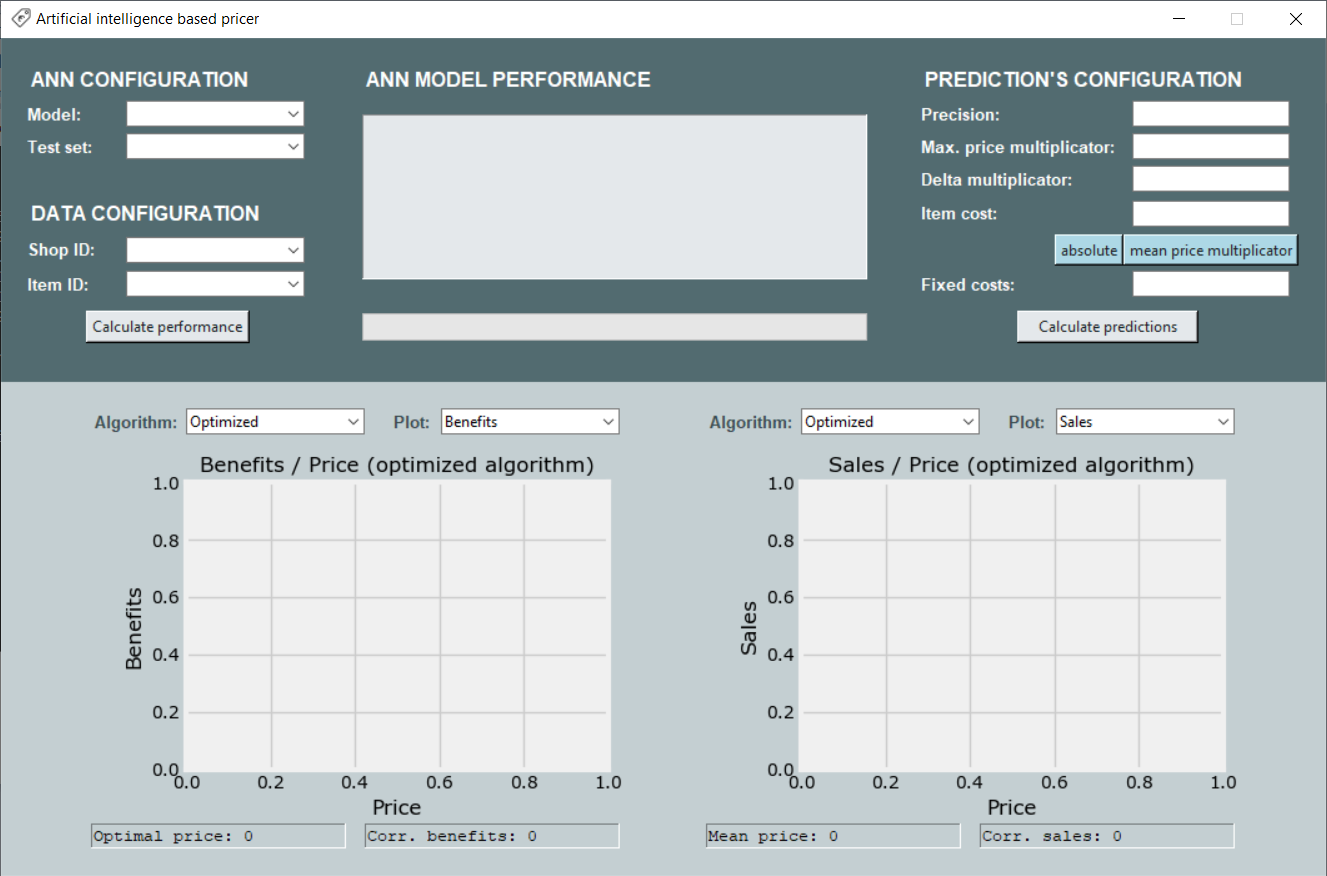 Artificial intelligence based pricer
ANN CONFIGURATION
Model:
Test set:
DATA CONFIGURATION
Shop ID:
Item ID:
Calculate performance
ANN MODEL PERFORMANCE
PREDICTION'S CONFIGURATION
Precision:
Max. price multiplicator:
Delta multiplicator:
Item cost:
absolute
mean price multiplicator
Fixed costs:
Calculate predictions
Algorithm: Optimized Plot: Benefits
Benefits / Price (optimized algorithm)
1.0
0.8
0.6
0.4
0.2
0.0
Benefits
0.0 0.2 0.4 0.6 0.8 1.0
Price
Optimal price: 0
Corr. benefits: 0
Algorithm: Optimized Plot: Sales
Sales / Price (optimized algorithm)
1.0
0.8
0.6
0.4
0.2
0.0
Sales
0.0 0.2 0.4 0.6 0.8 1.0
Price
Mean price: 0
Corr. sales: 0